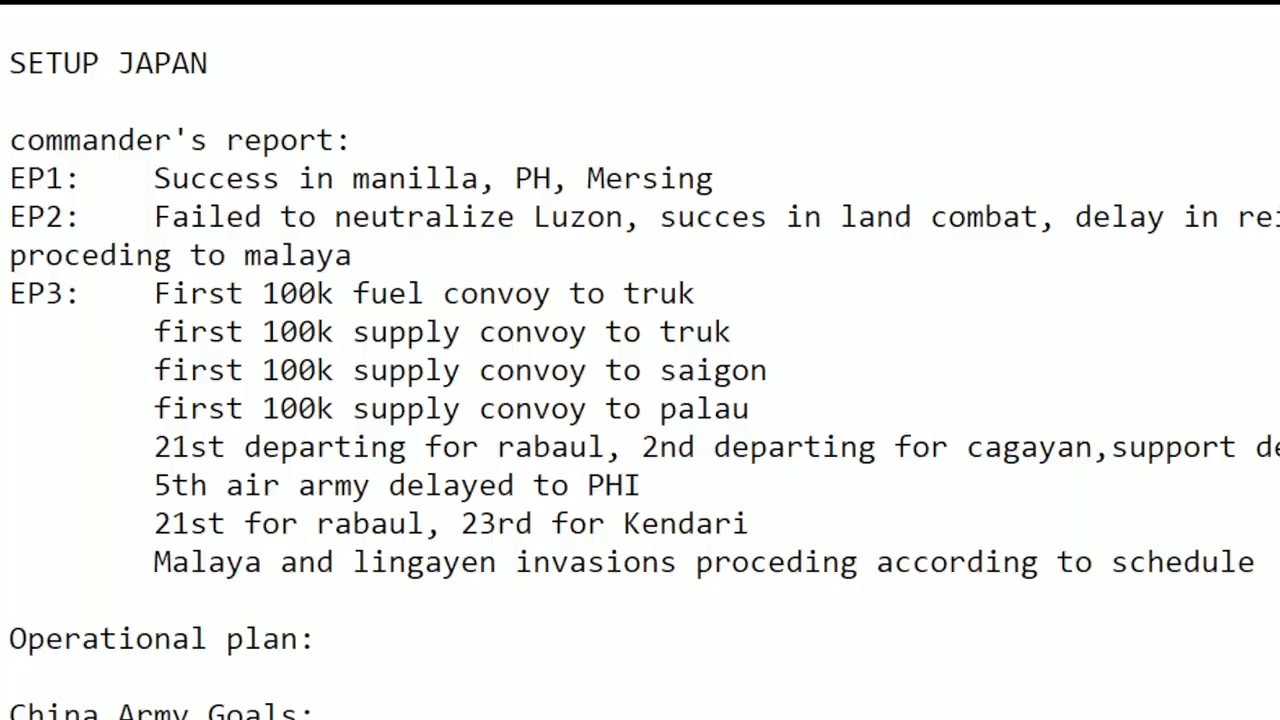 SETUP JAPAN
commander's report:
EP1: Success in manilla, PH, Mersing
EP2: Failed to neutralize Luzon, succes in land combat, delay in
proceding to malaya
EP3: First 100k fuel convoy to truk
first 100k supply convoy to truk
first 100k supply convoy to saigon
first 100k supply convoy to palau
21st departing for rabaul, 2nd departing for cagayan,support
5th air army delayed to PHI
21st for rabaul, 23rd for Kendari
Malaya and lingayen invasions proceding according to schedule
Operational plan:
China Army Goals: